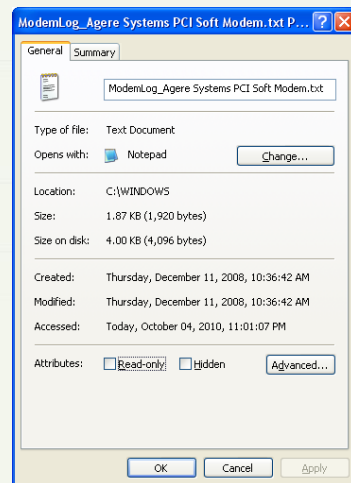 ModemLog_Agere Systems PCI Soft Modem.txt P...
General Summary
ModemLog_Agere Systems PCI Soft Modem.txt
Type of file: Text Document
Opens with: Notepad Change...
Location: C:\WINDOWS
Size: 1.87 KB (1,920 bytes)
Size on disk: 4.00 KB (4,096 bytes)
Created: Thursday, December 11, 2008, 10:36:42 AM
Modified: Thursday, December 11, 2008, 10:36:42 AM
Accessed: Today, October 04, 2010, 11:01:07 PM
Attributes: Read-only Hidden Advanced...
OK Cancel Apply